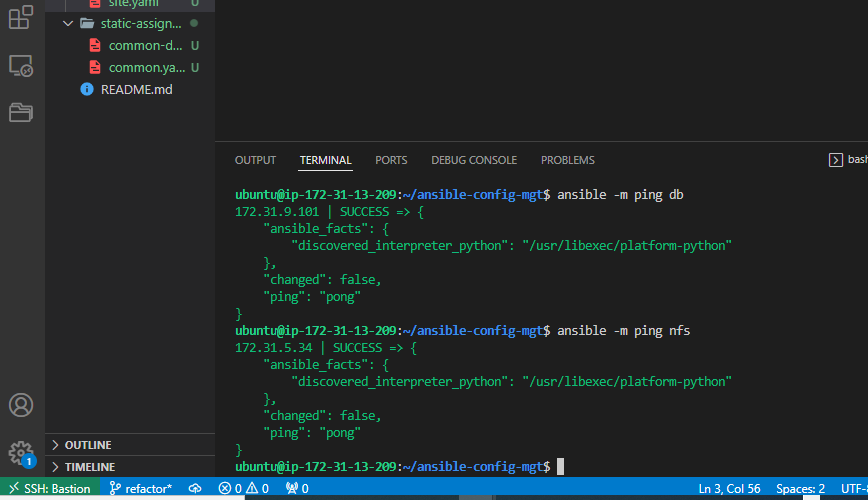 site.yaml U
static-assign...
common-d... U
common.ya... U
README.md
OUTLINE
TIMELINE
OUTPUT TERMINAL PORTS DEBUG CONSOLE PROBLEMS
bash
ubuntu@ip-172-31-13-209:~/ansible-config-mgt$ ansible -m ping db
172.31.9.101 | SUCCESS => {
    "ansible_facts": {
        "discovered_interpreter_python": "/usr/libexec/platform-python"
    },
    "changed": false,
    "ping": "pong"
}
ubuntu@ip-172-31-13-209:~/ansible-config-mgt$ ansible -m ping nfs
172.31.5.34 | SUCCESS => {
    "ansible_facts": {
        "discovered_interpreter_python": "/usr/libexec/platform-python"
    },
    "changed": false,
    "ping": "pong"
}
ubuntu@ip-172-31-13-209:~/ansible-config-mgt$
1
SSH: Bastion refactor* 0 0 0 Ln 3, Col 56 Spaces: 2 UTF-